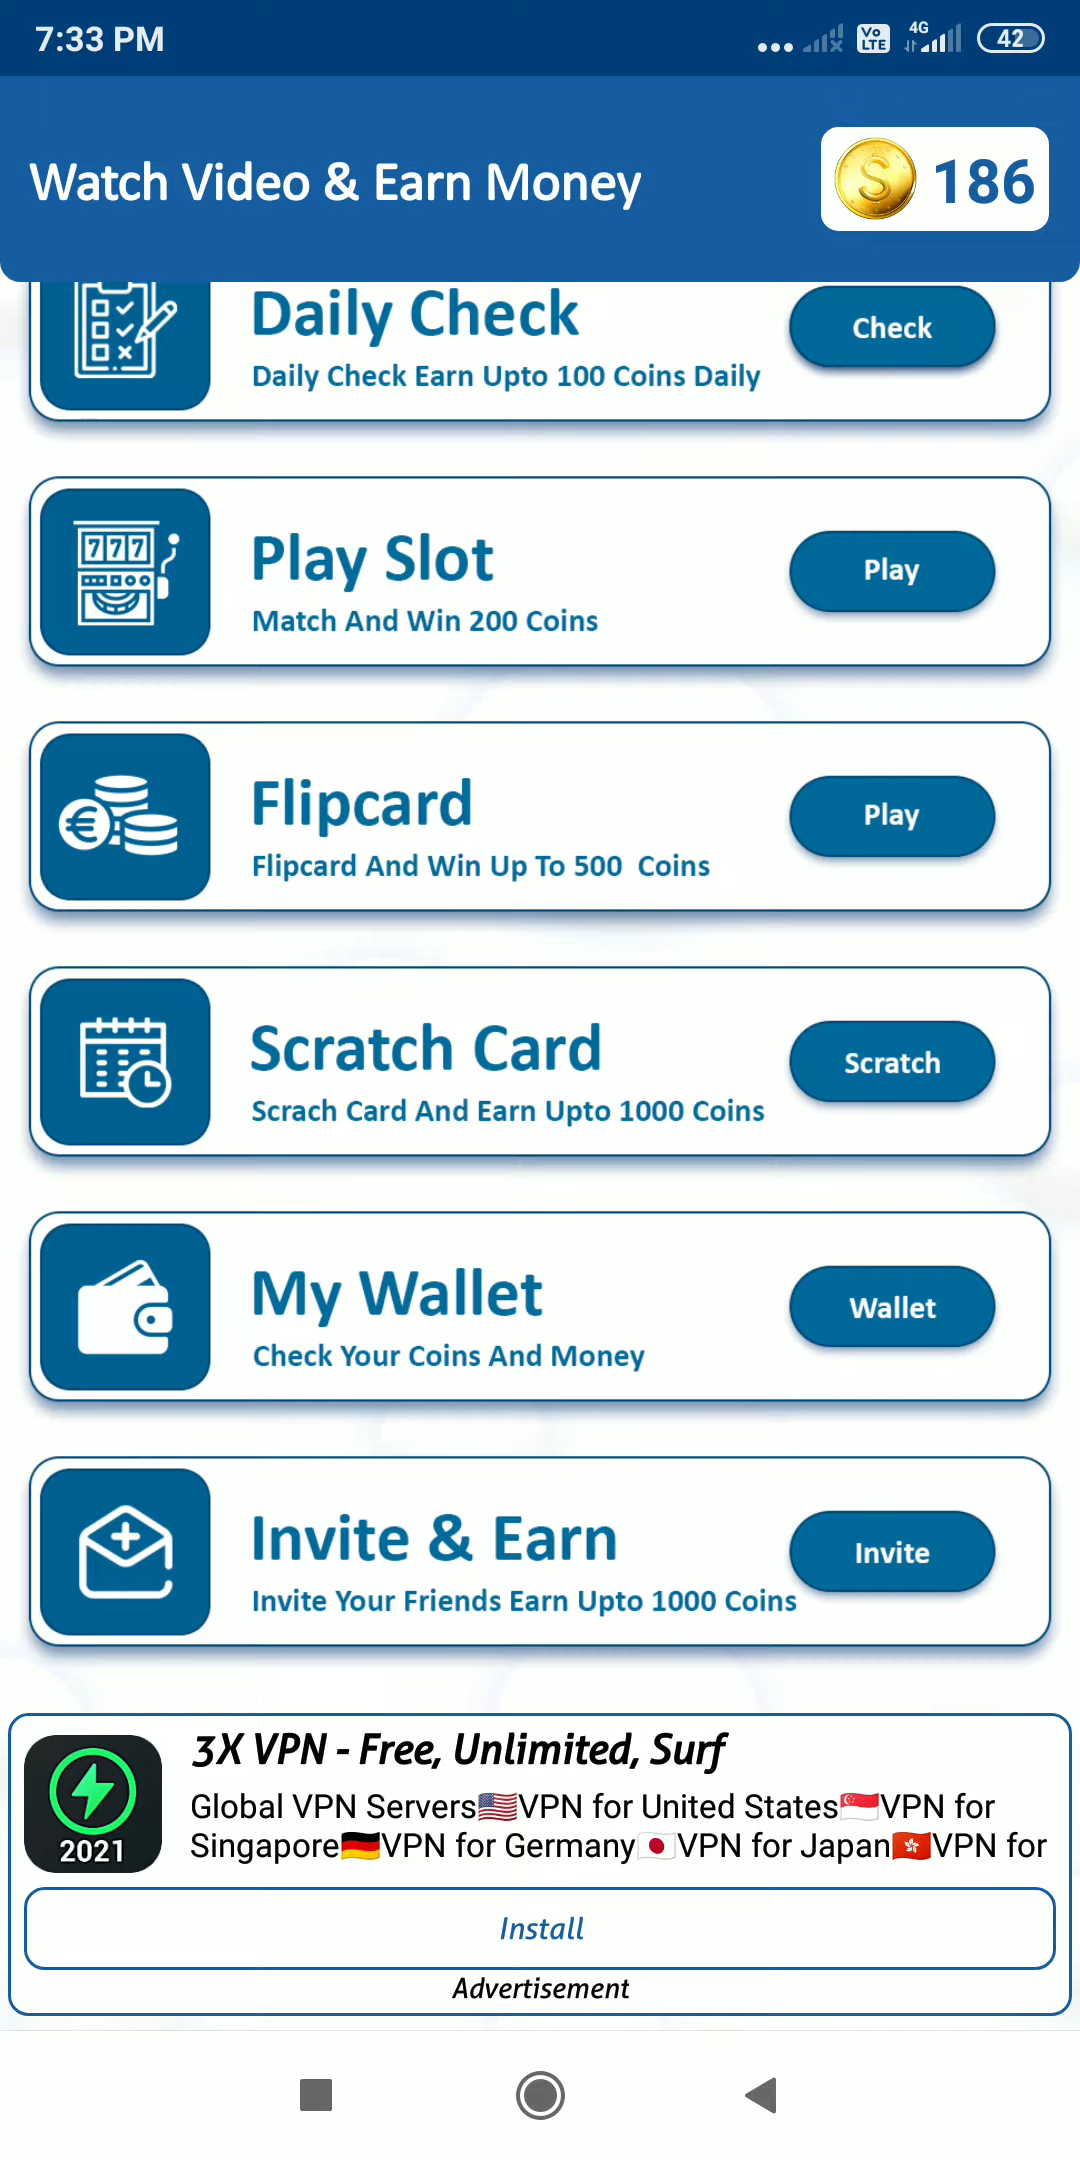 7:33 PM
Vo LTE
4G
42
Watch Video & Earn Money
186
Daily Check
Check
Daily Check Earn Upto 100 Coins Daily
777
Play Slot
Play
Match And Win 200 Coins
Flipcard
Play
Flipcard And Win Up To 500 Coins
Scratch Card
Scratch
Scrach Card And Earn Upto 1000 Coins
My Wallet
Wallet
Check Your Coins And Money
Invite & Earn
Invite
Invite Your Friends Earn Upto 1000 Coins
3X VPN - Free, Unlimited, Surf
Global VPN Servers🇺🇸VPN for United States🇸🇬VPN for
Singapore🇩🇪VPN for Germany🇯🇵VPN for Japan🇭🇰VPN for
2021
Install
Advertisement